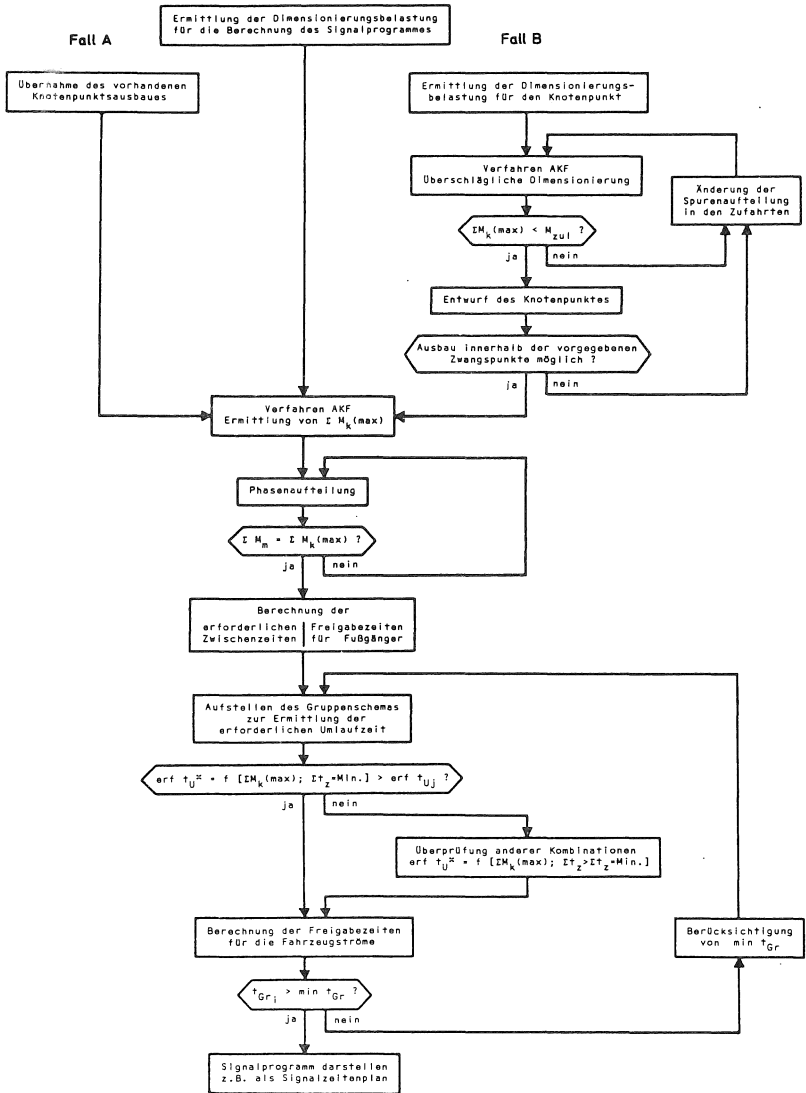 Ermittlung der Dimensionierungsbelastung
für die Berechnung des Signalprogrammes
Fall A
Fall B
Übernahme des vorhandenen
Knotenpunktsausbaues
Ermittlung der Dimensionierungs-
belastung für den Knotenpunkt
Verfahren AKF
Überschlägliche Dimensionierung
Änderung der
Spurenaufteilung
in den Zufahrten
ΣM_k(max) < M_zul ?
ja
nein
Entwurf des Knotenpunktes
Ausbau innerhalb der vorgegebenen
Zwangspunkte möglich ?
ja
nein
Verfahren AKF
Ermittlung von Σ M_k(max)
Phasenaufteilung
Σ M_m = Σ M_k(max) ?
ja
nein
Berechnung der
erforderlichen | Freigabezeiten
Zwischenzeiten | für Fußgänger
Aufstellen des Gruppenschemas
zur Ermittlung der
erforderlichen Umlaufzeit
erf t_U^x = f [ΣM_k(max); Σt_z=Min.] > erf t_Uj ?
ja
nein
Überprüfung anderer Kombinationen
erf t_U^x = f [ΣM_k(max); Σt_z>Σt_z=Min.]
Berechnung der Freigabezeiten
für die Fahrzeugströme
Berücksichtigung
von min t_Gr
t_Gr_i > min t_Gr ?
ja
nein
Signalprogramm darstellen
z.B. als Signalzeitenplan